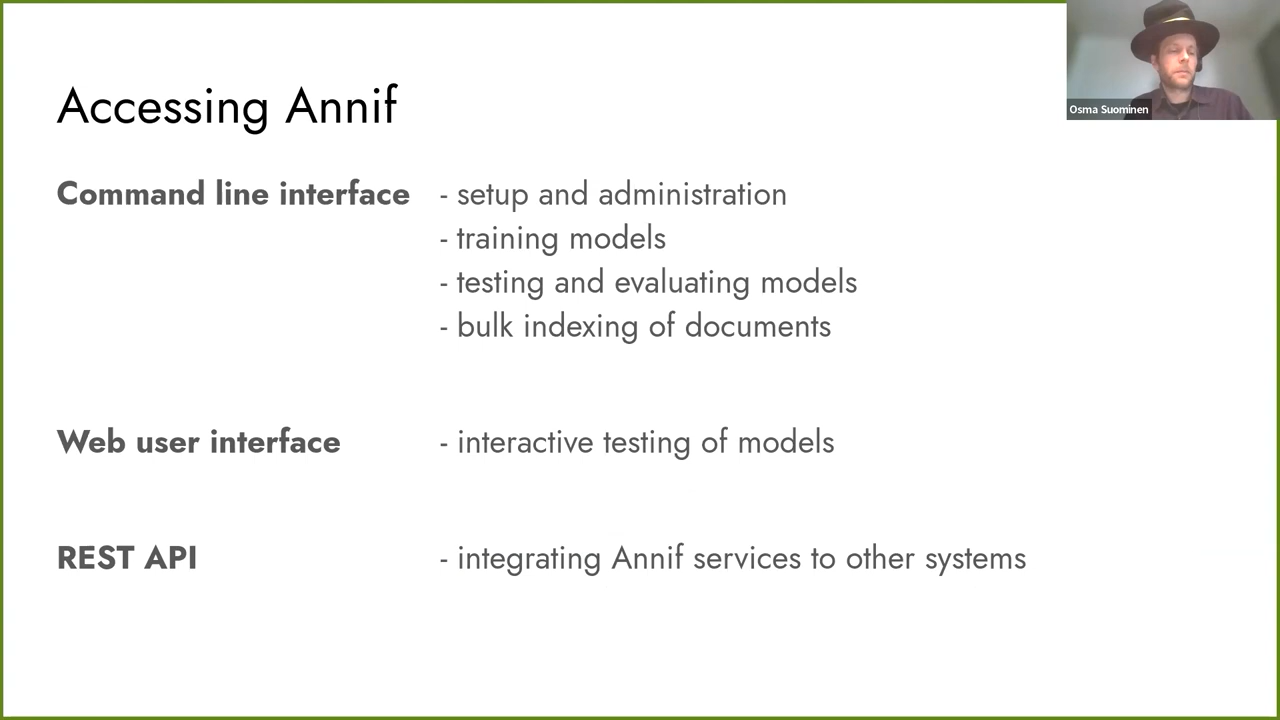 Accessing Annif
Osma Suominen
Command line interface - setup and administration
- training models
- testing and evaluating models
- bulk indexing of documents
Web user interface - interactive testing of models
REST API - integrating Annif services to other systems